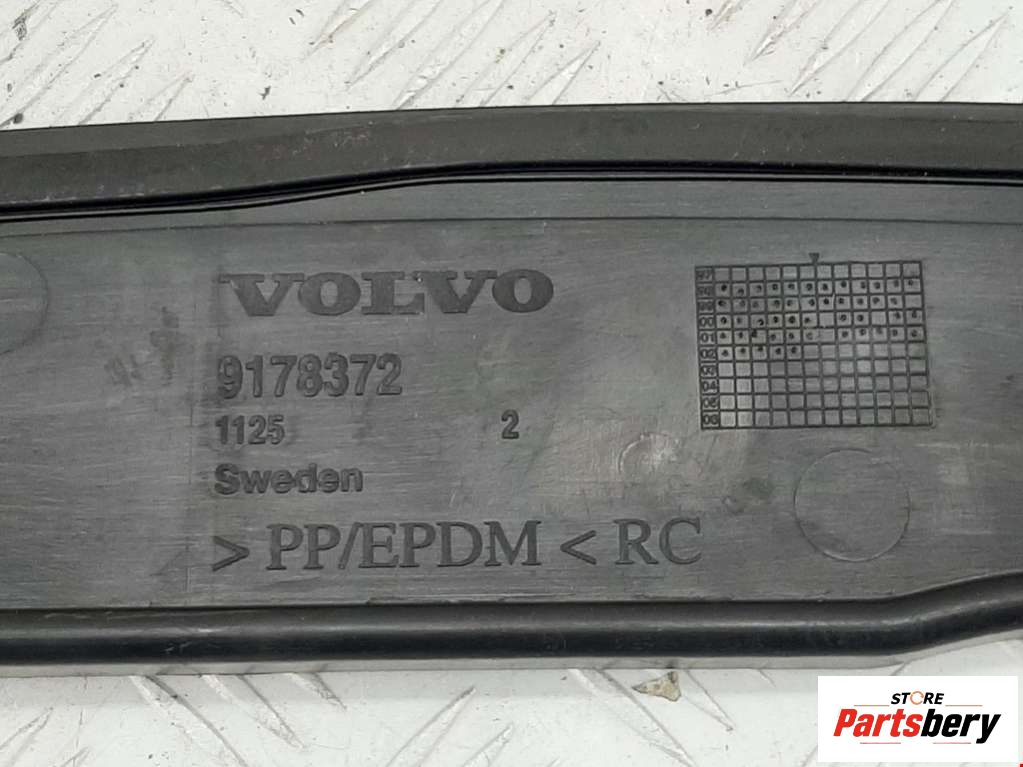 VOLVO
9178372
1125 2
Sweden
> PP/EPDM < RC
STORE
Partsbery